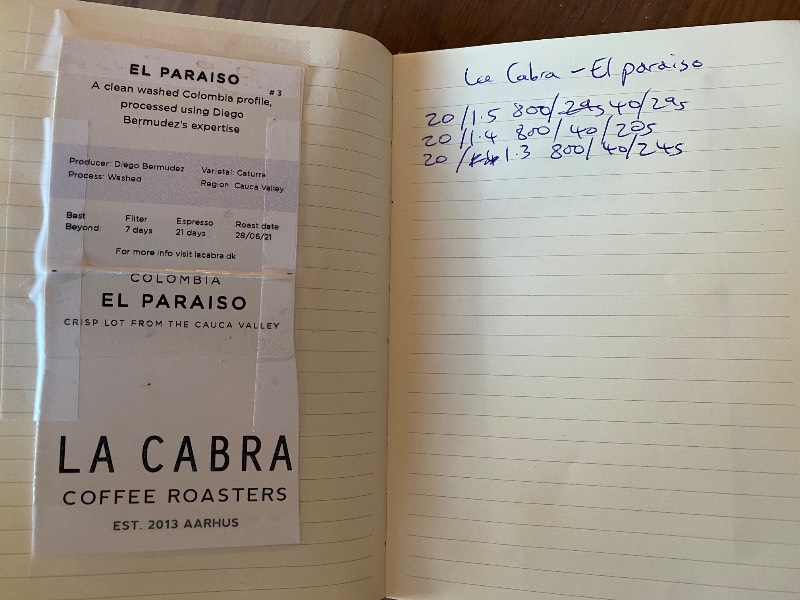 EL PARAISO
# 3
A clean washed Colombia profile,
processed using Diego
Bermudez's expertise
Producer: Diego Bermudez
Process: Washed
Varietal: Caturra
Region: Cauca Valley
Best Beyond:
Filter 7 days
Espresso 21 days
Roast date 28/06/21
For more info visit lacabra.dk
COLOMBIA
EL PARAISO
CRISP LOT FROM THE CAUCA VALLEY
LA CABRA
COFFEE ROASTERS
EST. 2013 AARHUS
La Cabra - El paraiso
20/1.5 800/29s 40/29s
20/1.4 800/40/20s
20/ 1.3 800/40/24s